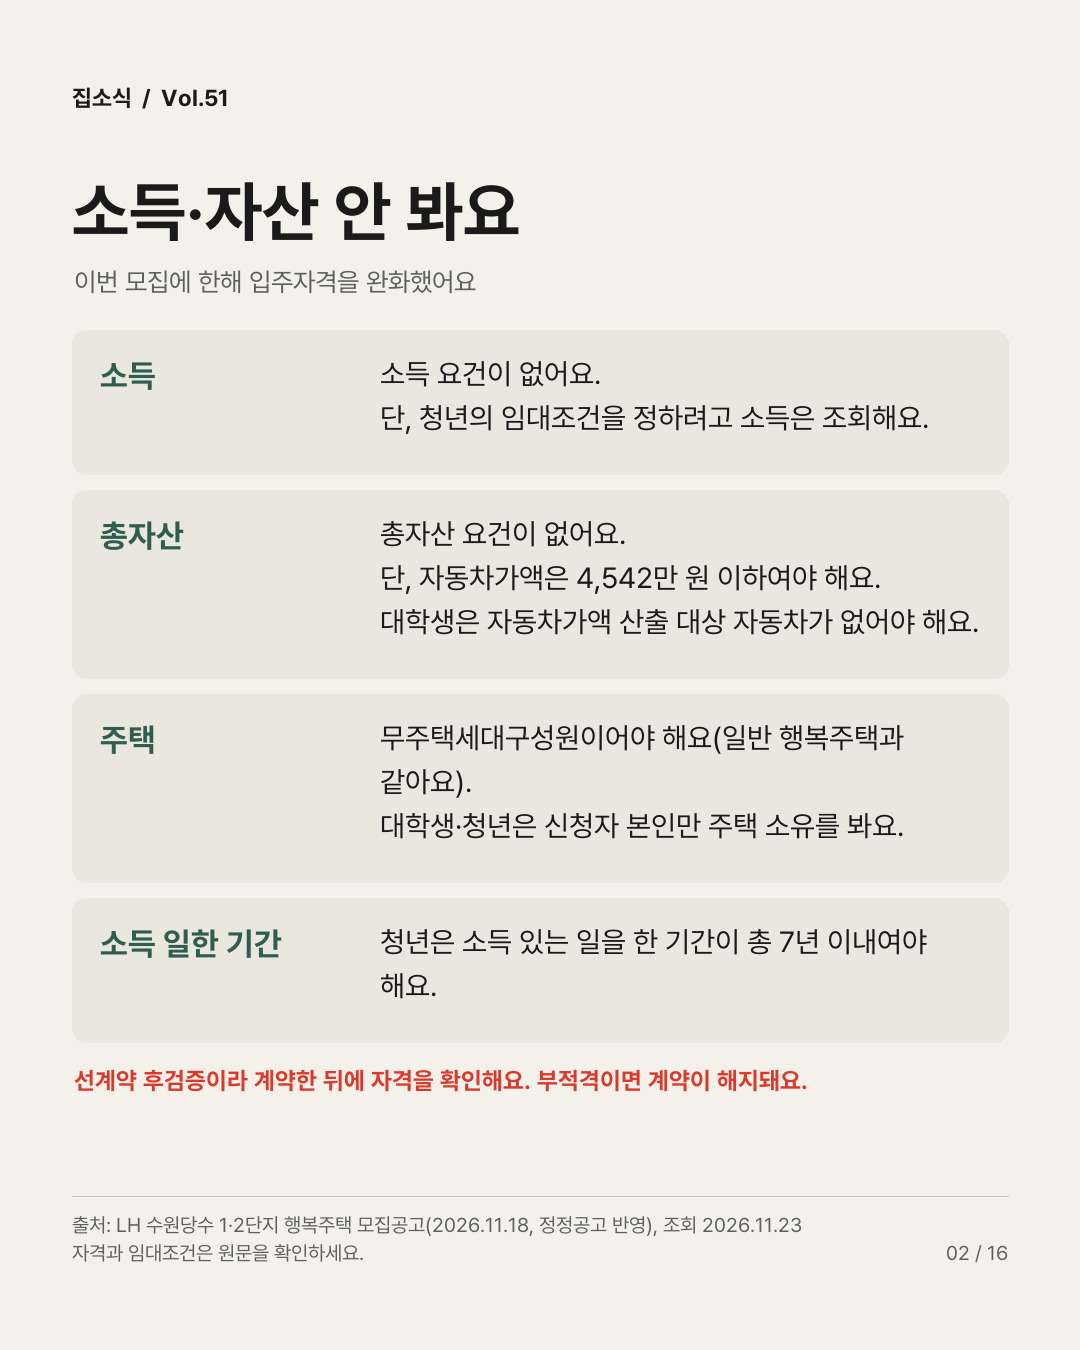 집소식 / Vol.51
소득·자산 안 봐요
이번 모집에 한해 입주자격을 완화했어요
소득
소득 요건이 없어요.
단, 청년의 임대조건을 정하려고 소득은 조회해요.
총자산
총자산 요건이 없어요.
단, 자동차가액은 4,542만 원 이하여야 해요.
대학생은 자동차가액 산출 대상 자동차가 없어야 해요.
주택
무주택세대구성원이어야 해요(일반 행복주택과
같아요).
대학생·청년은 신청자 본인만 주택 소유를 봐요.
소득 일한 기간
청년은 소득 있는 일을 한 기간이 총 7년 이내여야
해요.
선계약 후검증이라 계약한 뒤에 자격을 확인해요. 부적격이면 계약이 해지돼요.
출처: LH 수원당수 1·2단지 행복주택 모집공고(2026.11.18, 정정공고 반영), 조회 2026.11.23
자격과 임대조건은 원문을 확인하세요.
02 / 16